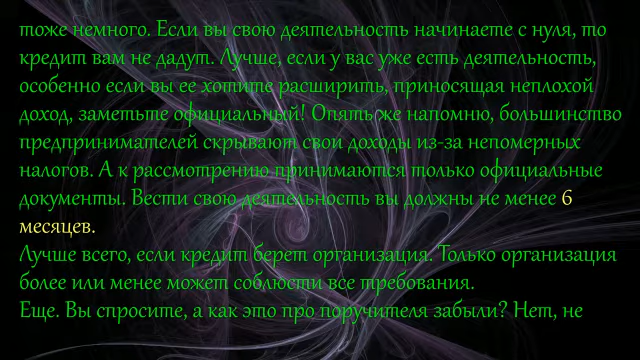 тоже немного. Если вы свою деятельность начинаете с нуля, то
кредит вам не дадут. Лучше, если у вас уже есть деятельность,
особенно если вы ее хотите расширить, приносящая неплохой
доход, заметьте официальный! Опять же напомню, большинство
предпринимателей скрывают свои доходы из-за непомерных
налогов. А к рассмотрению принимаются только официальные
документы. Вести свою деятельность вы должны не менее 6
месяцев.
Лучше всего, если кредит берет организация. Только организация
более или менее может соблюсти все требования.
Еще. Вы спросите, а как это про поручителя забыли? Нет, не